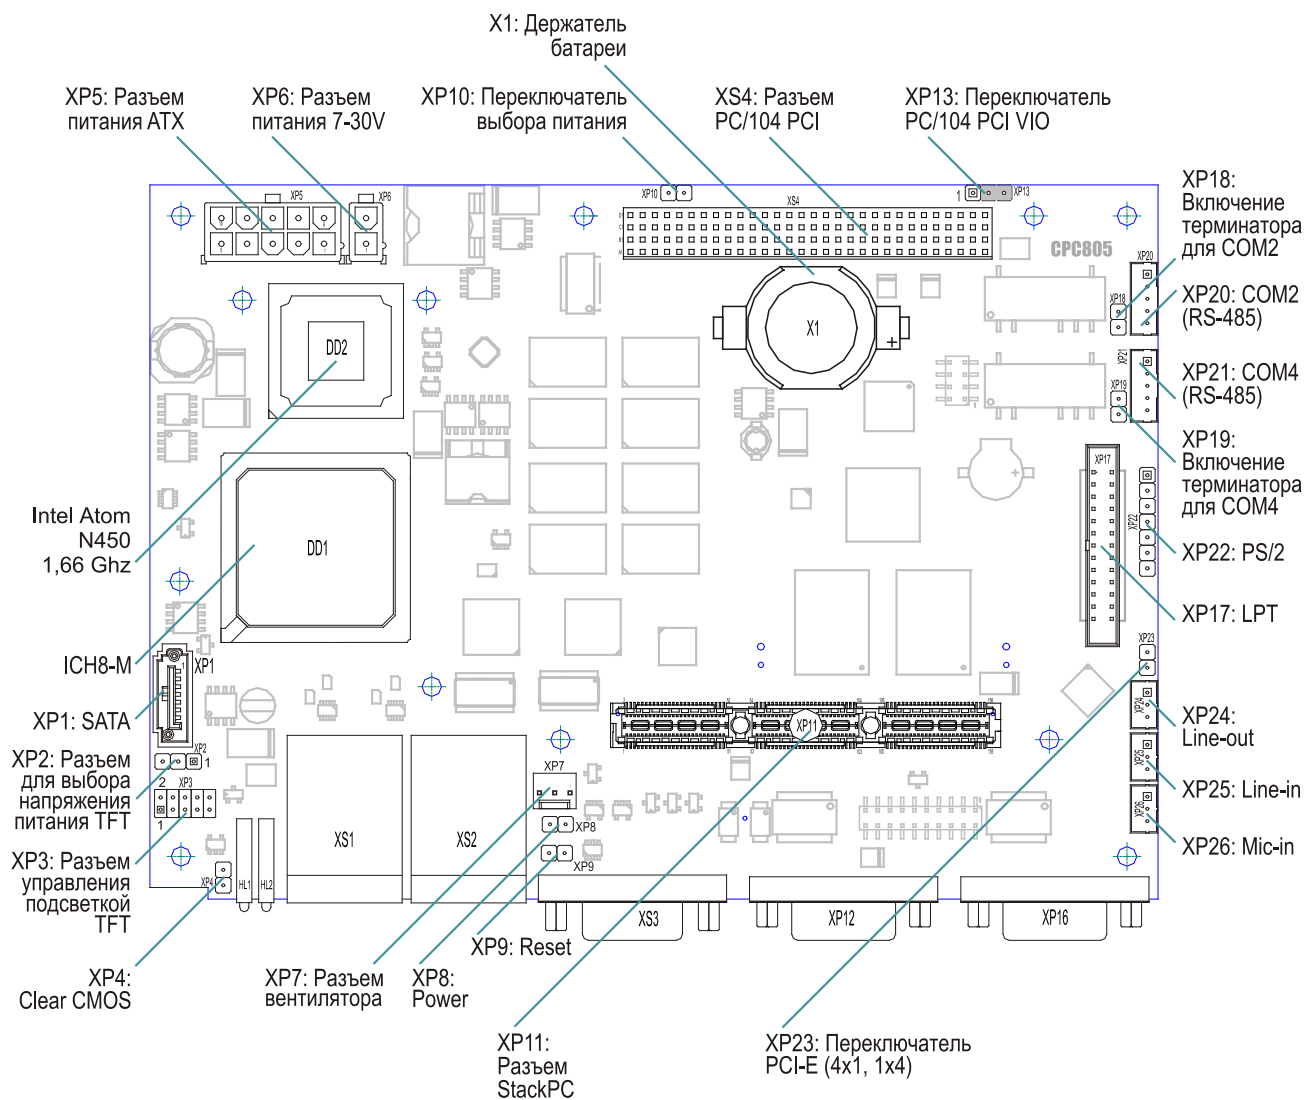 X1: Держатель
батареи
XP5: Разъем
питания ATX
XP6: Разъем
питания 7-30V
XP10: Переключатель
выбора питания
XS4: Разъем
PC/104 PCI
XP13: Переключатель
PC/104 PCI VIO
XP18:
Включение
терминатора
для COM2
XP20: COM2
(RS-485)
XP21: COM4
(RS-485)
XP19:
Включение
терминатора
для COM4
XP22: PS/2
XP17: LPT
XP24:
Line-out
XP25: Line-in
XP26: Mic-in
Intel Atom
N450
1,66 Ghz
ICH8-M
XP1: SATA
XP2: Разъем
для выбора
напряжения
питания TFT
XP3: Разъем
управления
подсветкой
TFT
XP4:
Clear CMOS
XP7: Разъем
вентилятора
XP8:
Power
XP9: Reset
XP11:
Разъем
StackPC
XP23: Переключатель
PCI-E (4x1, 1x4)
XP5
XP6
XP10
XS4
1
XP13
CPC805
XP20
XP18
XP21
XP19
X1
DD2
DD1
XP17
XP22
XP23
XP24
XP25
XP26
XP1
XP2
1
2
XP3
1
XP4
HL1
HL2
XS1
XS2
XP7
XP8
XP9
XP11
XS3
XP12
XP16